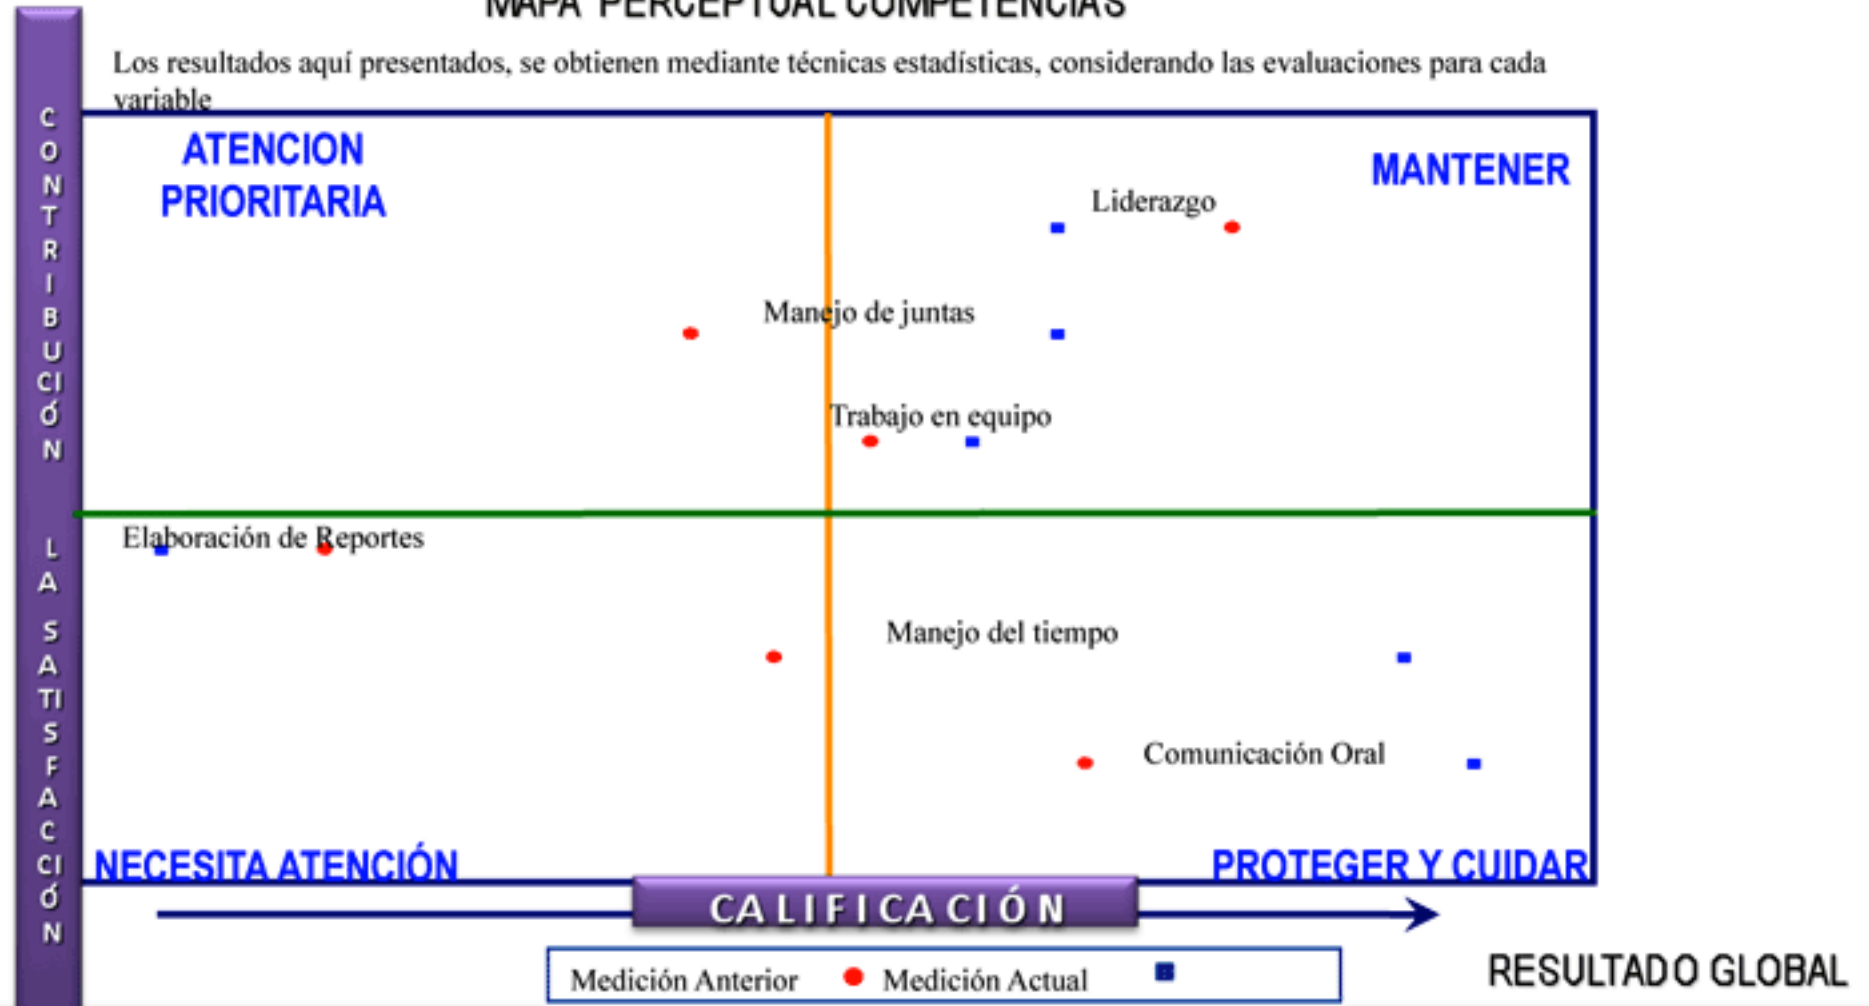 MAPA PERCEPTUAL COMPETENCIAS
Los resultados aquí presentados, se obtienen mediante técnicas estadísticas, considerando las evaluaciones para cada
variable
CONTRIBUCIÓN LA SATISFACCIÓN
ATENCION
PRIORITARIA
MANTENER
Liderazgo
Manejo de juntas
Trabajo en equipo
Elaboración de Reportes
Manejo del tiempo
Comunicación Oral
NECESITA ATENCIÓN
PROTEGER Y CUIDAR
CALIFICACIÓN
Medición Anterior Medición Actual
RESULTADO GLOBAL